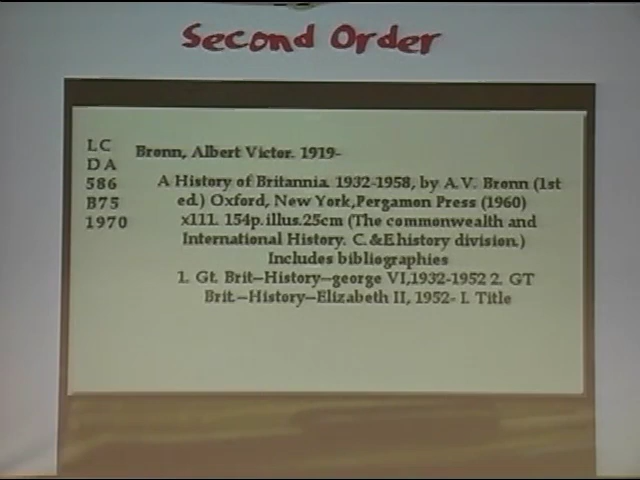 Second Order
LC
DA
586
B75
1970
Bronn, Albert Victor. 1919-
A History of Britannia. 1932-1958, by A.V. Bronn (1st
ed.) Oxford, New York,Pergamon Press (1960)
x111. 154p.illus.25cm (The commonwealth and
International History. C.&E history division.)
Includes bibliographies
1. Gt. Brit—History—george VI,1932-1952 2. GT
Brit.—History—Elizabeth II, 1952- I. Title